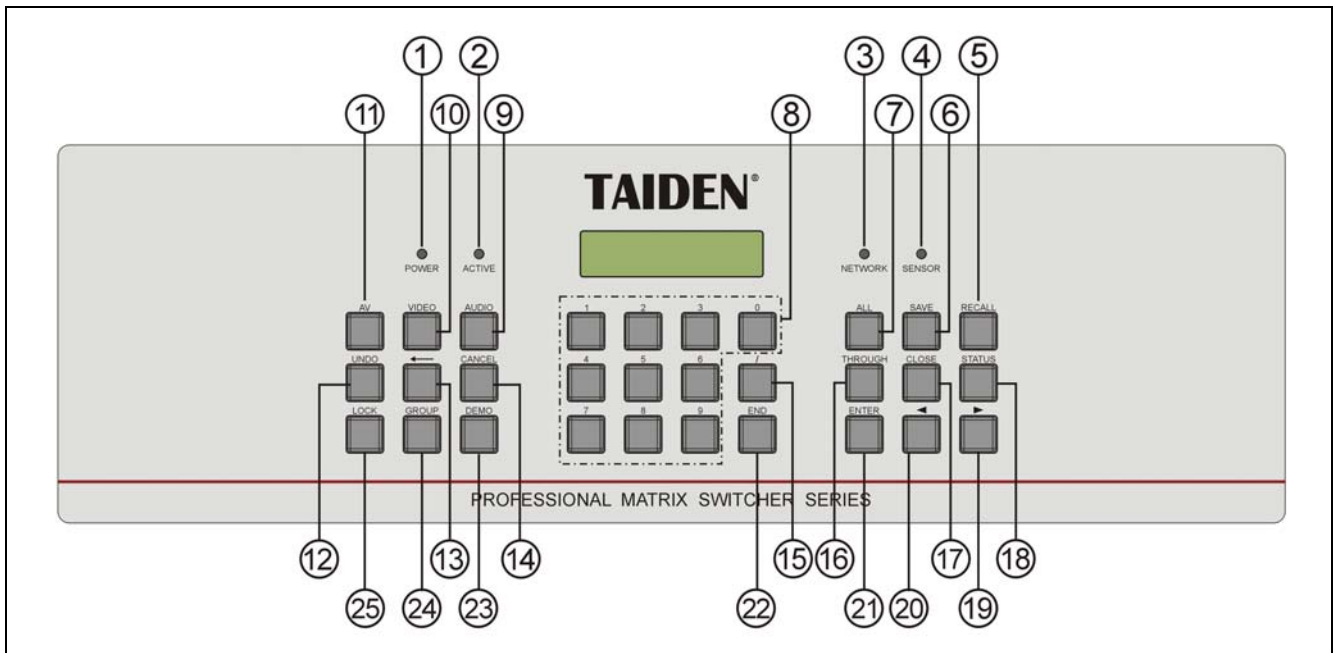 ① ② ③ ④ ⑤
⑪ ⑩ ⑨ ⑧ ⑦ ⑥
TAIDEN®
POWER ACTIVE NETWORK SENSOR
AV VIDEO AUDIO 1 2 3 0 ALL SAVE RECALL
UNDO ← CANCEL 4 5 6 / THROUGH CLOSE STATUS
LOCK GROUP DEMO 7 8 9 END ENTER ◄ ►
PROFESSIONAL MATRIX SWITCHER SERIES
⑫ ⑬ ⑭ ⑮ ⑯ ⑰ ⑱
㉕ ㉔ ㉓ ㉒ ㉑ ⑳ ⑲